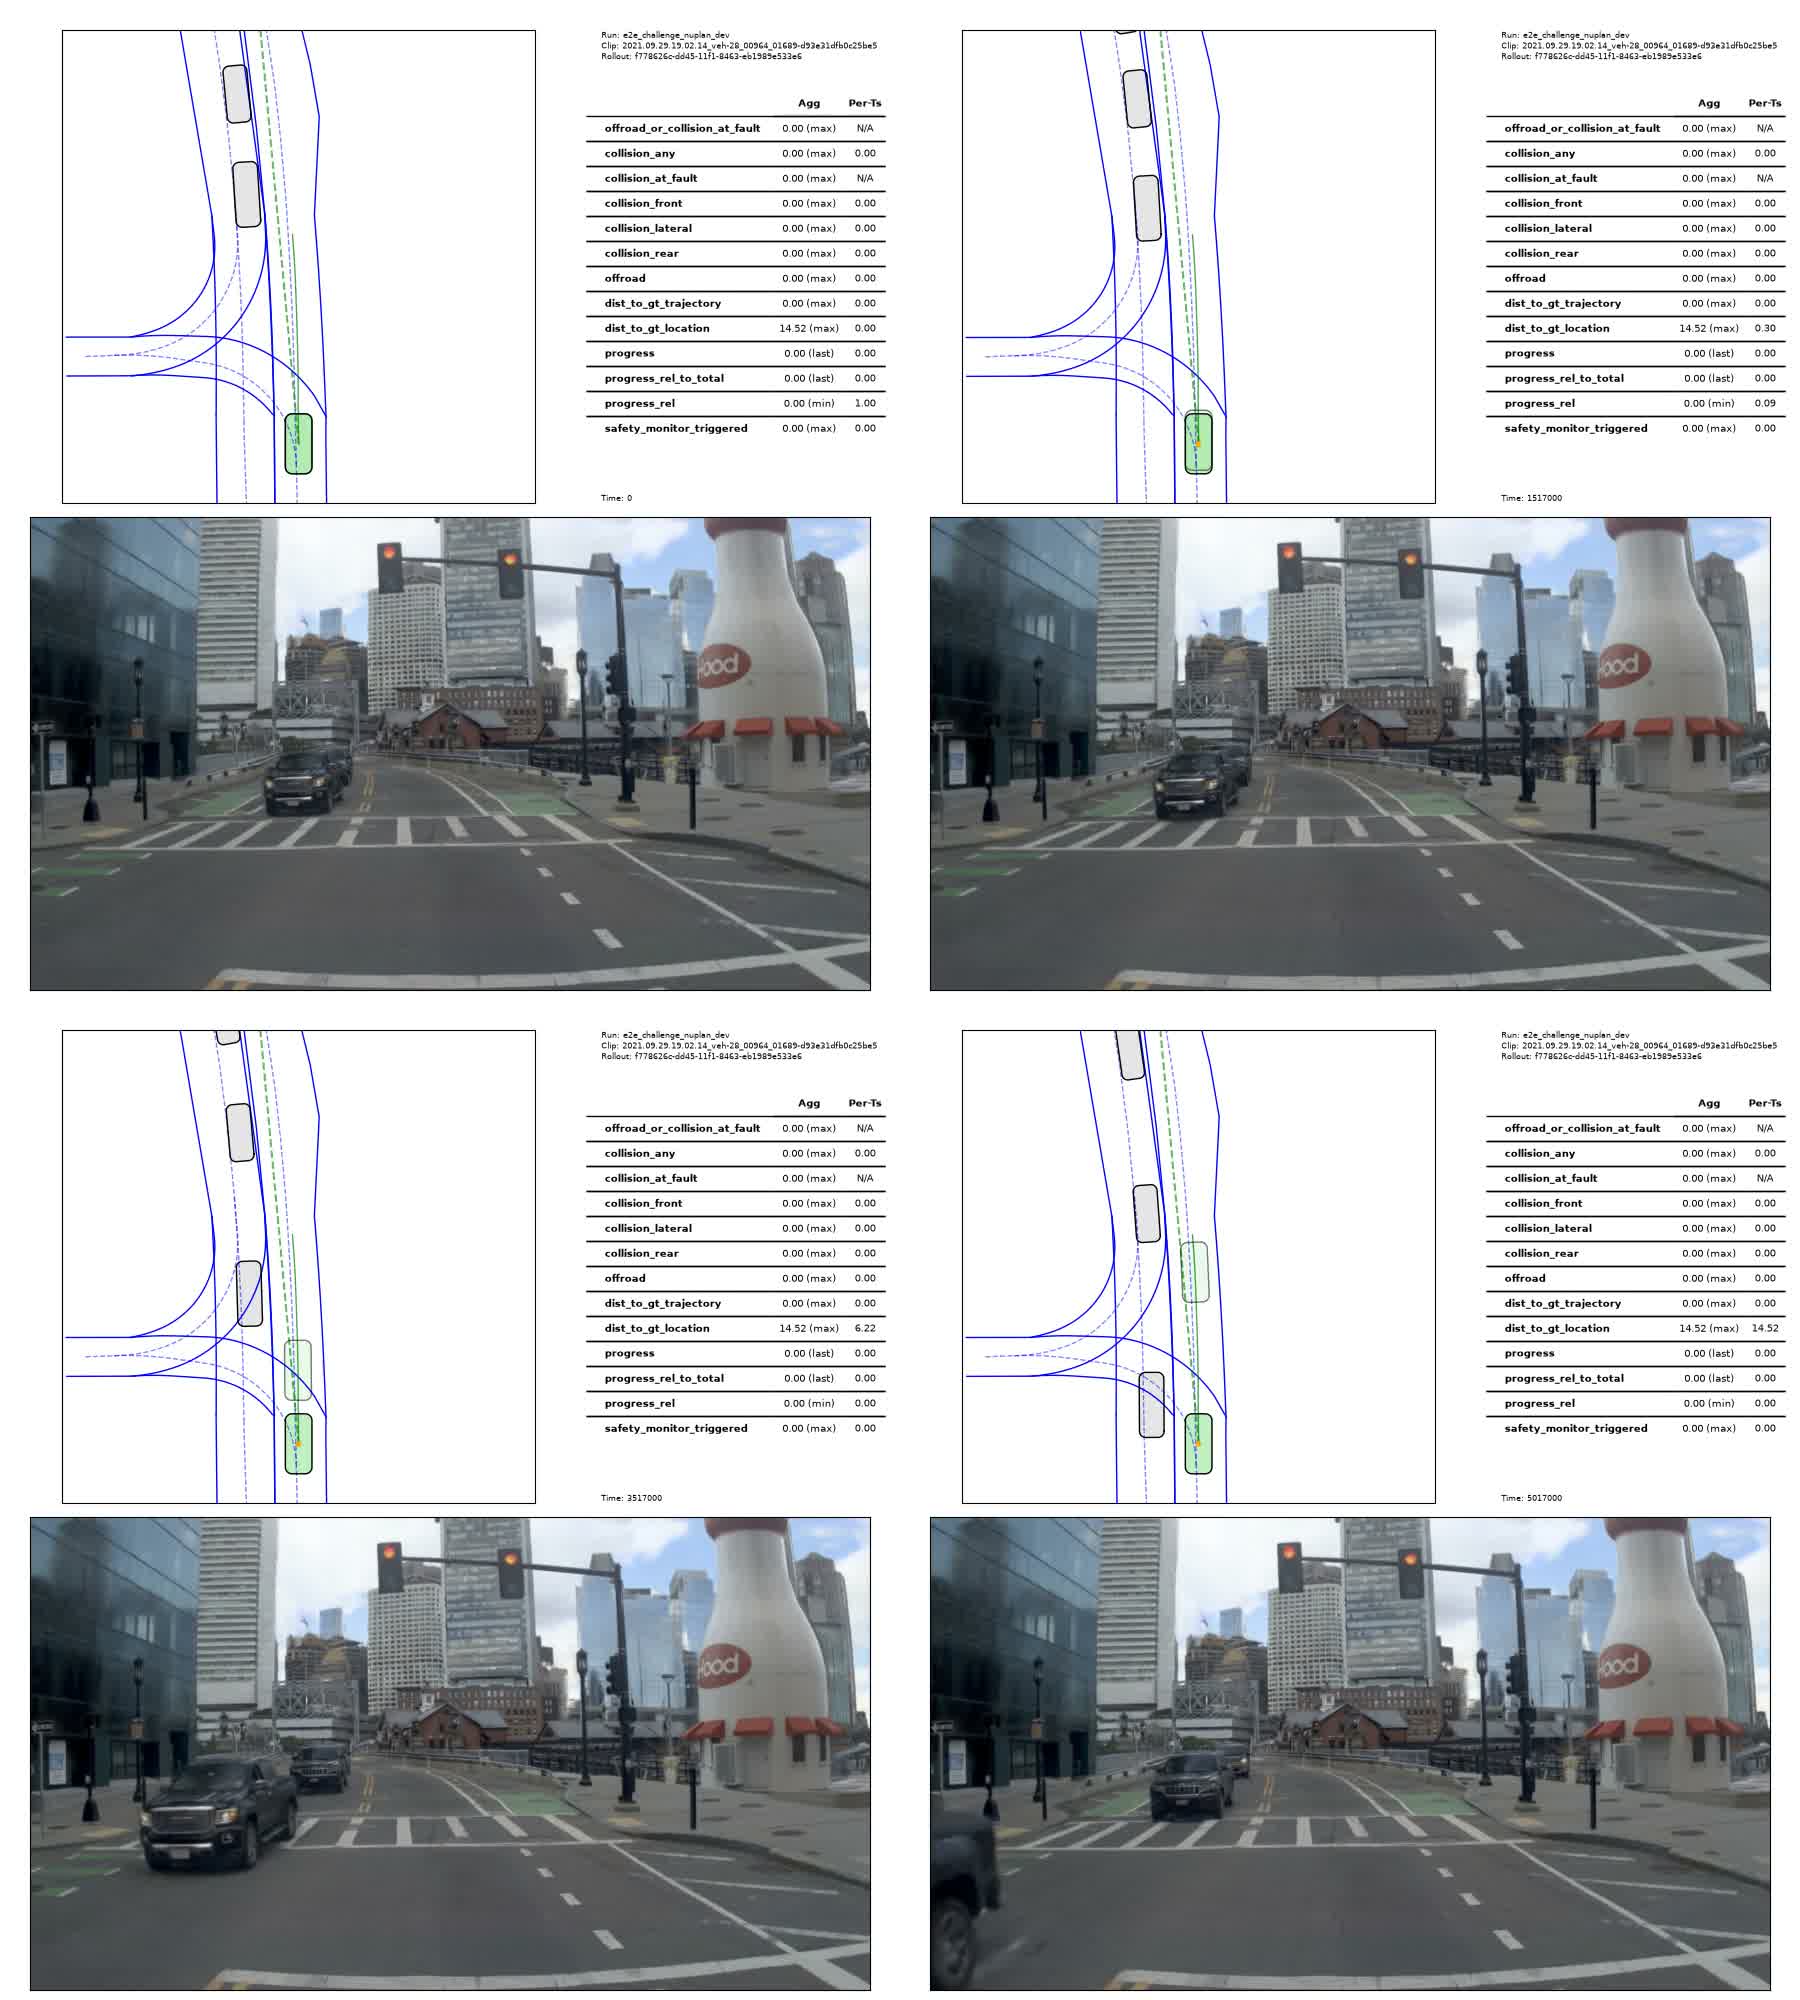 Run: e2e_challenge_nuplan_dev
Clip: 2021.09.29.19.02.14_veh-28_00964_01689-d93e31dfb0c25be5
Rollout: f778626c-dd45-11f1-8463-eb1989e533e6
Agg Per-Ts
offroad_or_collision_at_fault 0.00 (max) N/A
collision_any 0.00 (max) 0.00
collision_at_fault 0.00 (max) N/A
collision_front 0.00 (max) 0.00
collision_lateral 0.00 (max) 0.00
collision_rear 0.00 (max) 0.00
offroad 0.00 (max) 0.00
dist_to_gt_trajectory 0.00 (max) 0.00
dist_to_gt_location 14.52 (max) 0.00
progress 0.00 (last) 0.00
progress_rel_to_total 0.00 (last) 0.00
progress_rel 0.00 (min) 1.00
safety_monitor_triggered 0.00 (max) 0.00
Time: 0
Hood
Run: e2e_challenge_nuplan_dev
Clip: 2021.09.29.19.02.14_veh-28_00964_01689-d93e31dfb0c25be5
Rollout: f778626c-dd45-11f1-8463-eb1989e533e6
Agg Per-Ts
offroad_or_collision_at_fault 0.00 (max) N/A
collision_any 0.00 (max) 0.00
collision_at_fault 0.00 (max) N/A
collision_front 0.00 (max) 0.00
collision_lateral 0.00 (max) 0.00
collision_rear 0.00 (max) 0.00
offroad 0.00 (max) 0.00
dist_to_gt_trajectory 0.00 (max) 0.00
dist_to_gt_location 14.52 (max) 0.30
progress 0.00 (last) 0.00
progress_rel_to_total 0.00 (last) 0.00
progress_rel 0.00 (min) 0.09
safety_monitor_triggered 0.00 (max) 0.00
Time: 1517000
Hood
Run: e2e_challenge_nuplan_dev
Clip: 2021.09.29.19.02.14_veh-28_00964_01689-d93e31dfb0c25be5
Rollout: f778626c-dd45-11f1-8463-eb1989e533e6
Agg Per-Ts
offroad_or_collision_at_fault 0.00 (max) N/A
collision_any 0.00 (max) 0.00
collision_at_fault 0.00 (max) N/A
collision_front 0.00 (max) 0.00
collision_lateral 0.00 (max) 0.00
collision_rear 0.00 (max) 0.00
offroad 0.00 (max) 0.00
dist_to_gt_trajectory 0.00 (max) 0.00
dist_to_gt_location 14.52 (max) 6.22
progress 0.00 (last) 0.00
progress_rel_to_total 0.00 (last) 0.00
progress_rel 0.00 (min) 0.00
safety_monitor_triggered 0.00 (max) 0.00
Time: 3517000
Hood
Run: e2e_challenge_nuplan_dev
Clip: 2021.09.29.19.02.14_veh-28_00964_01689-d93e31dfb0c25be5
Rollout: f778626c-dd45-11f1-8463-eb1989e533e6
Agg Per-Ts
offroad_or_collision_at_fault 0.00 (max) N/A
collision_any 0.00 (max) 0.00
collision_at_fault 0.00 (max) N/A
collision_front 0.00 (max) 0.00
collision_lateral 0.00 (max) 0.00
collision_rear 0.00 (max) 0.00
offroad 0.00 (max) 0.00
dist_to_gt_trajectory 0.00 (max) 0.00
dist_to_gt_location 14.52 (max) 14.52
progress 0.00 (last) 0.00
progress_rel_to_total 0.00 (last) 0.00
progress_rel 0.00 (min) 0.00
safety_monitor_triggered 0.00 (max) 0.00
Time: 5017000
Hood